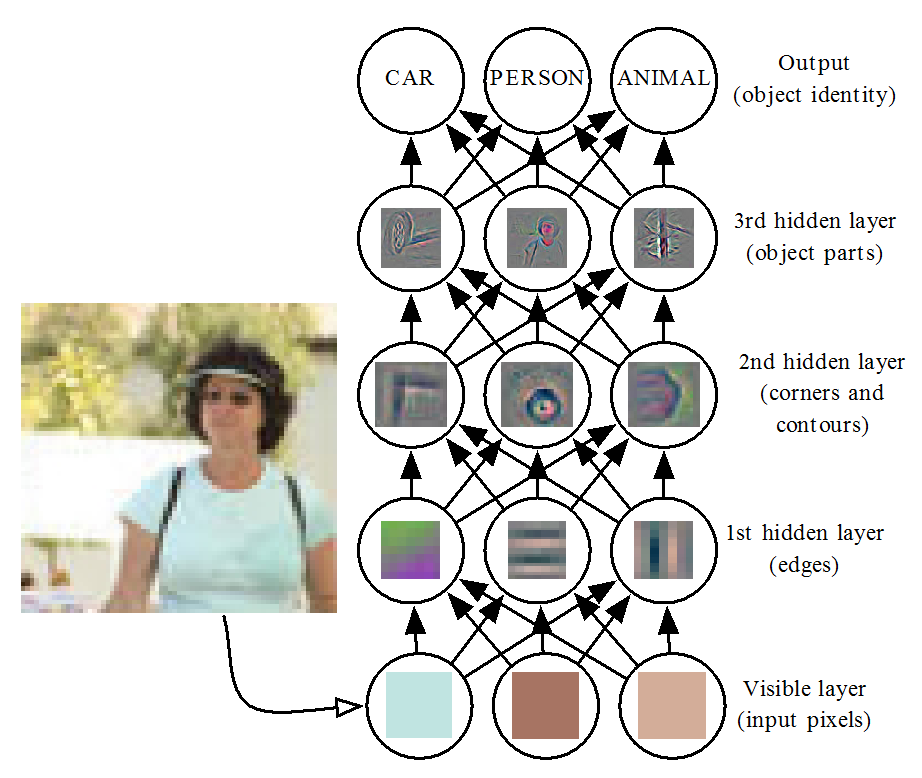 CAR
PERSON
ANIMAL
Output
(object identity)
3rd hidden layer
(object parts)
2nd hidden layer
(corners and
contours)
1st hidden layer
(edges)
Visible layer
(input pixels)